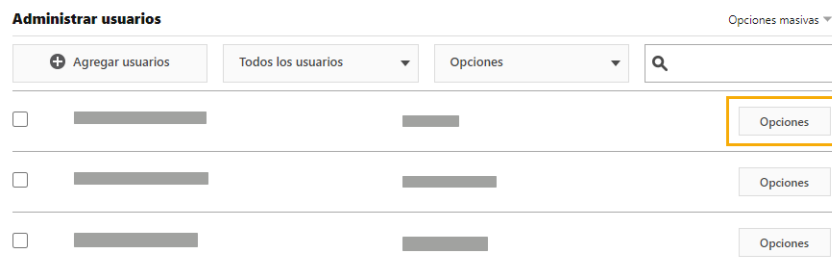 Administrar usuarios
Opciones masivas
Agregar usuarios
Todos los usuarios
Opciones
Opciones
Opciones
Opciones